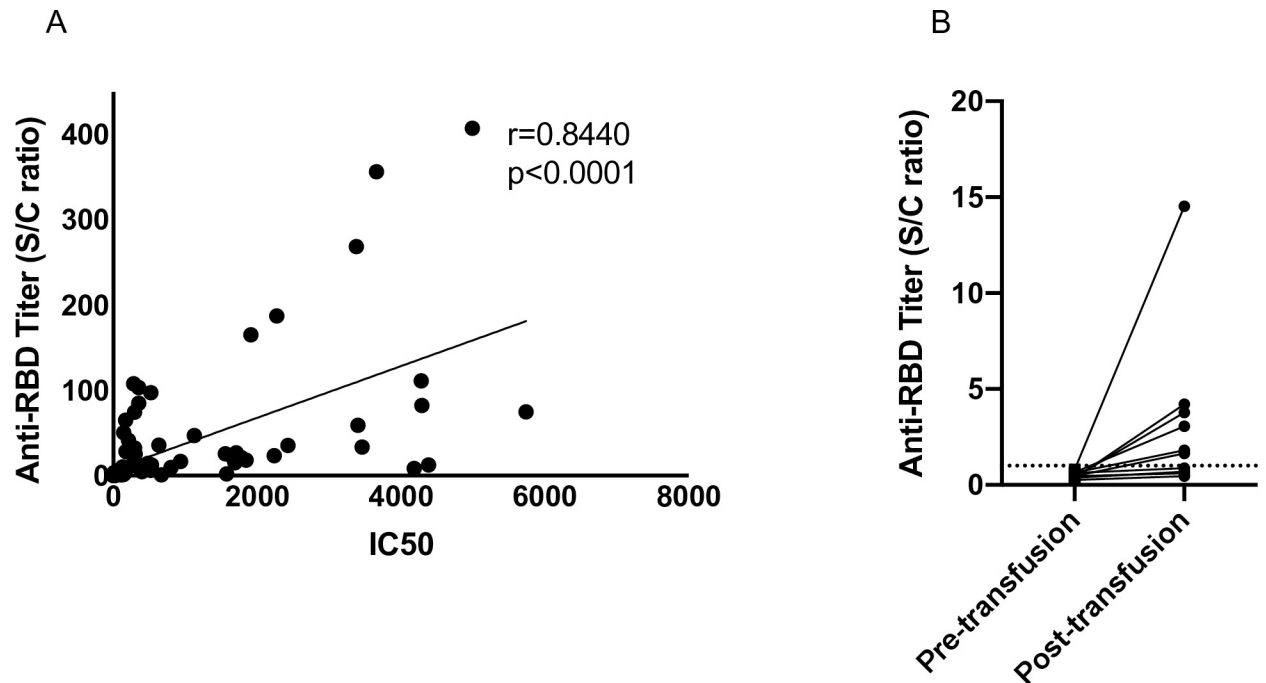 A
Anti-RBD Titer (S/C ratio)
400
300
200
100
0
r=0.8440
p<0.0001
0 2000 4000 6000 8000
IC50
B
Anti-RBD Titer (S/C ratio)
20
15
10
5
0
Pre-transfusion
Post-transfusion